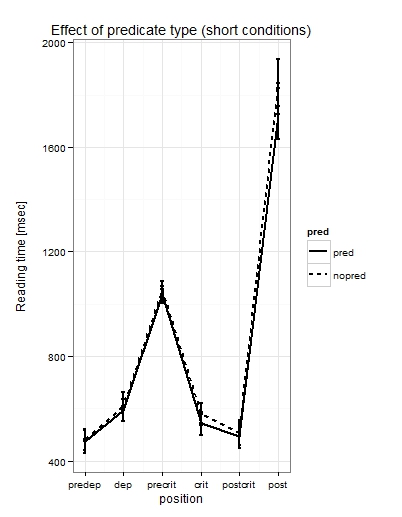 Effect of predicate type (short conditions)
2000
1600
1200
800
400
Reading time [msec]
predep dep precrit crit postcrit post
position
pred
pred
nopred